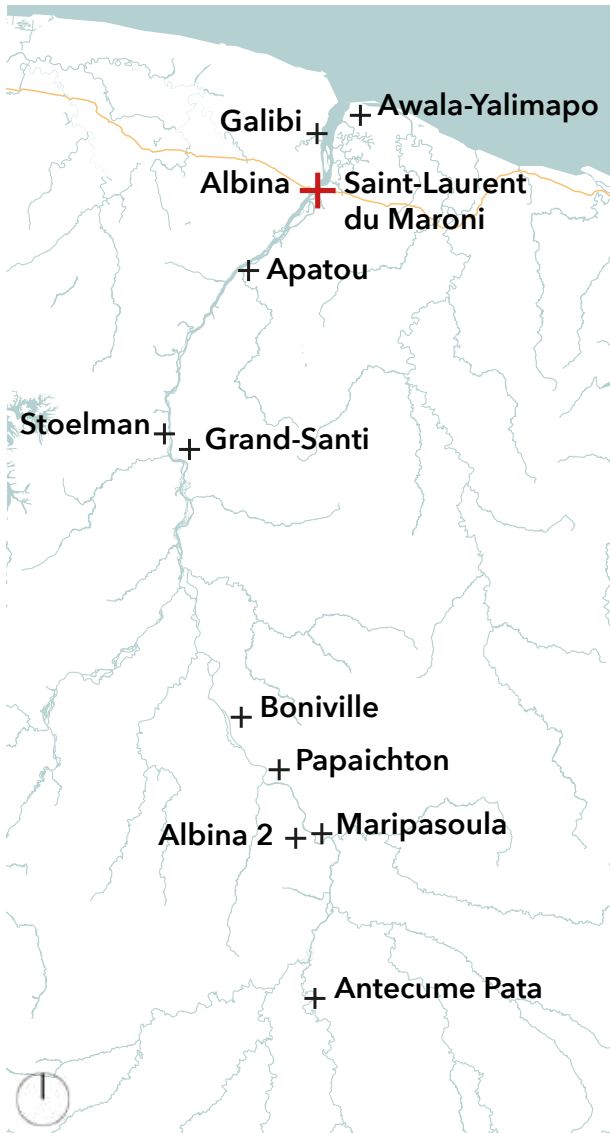 Awala-Yalimapo
Galibi
Albina
Saint-Laurent
du Maroni
Apatou
Stoelman
Grand-Santi
Boniville
Papaichton
Maripasoula
Albina 2
Antecume Pata